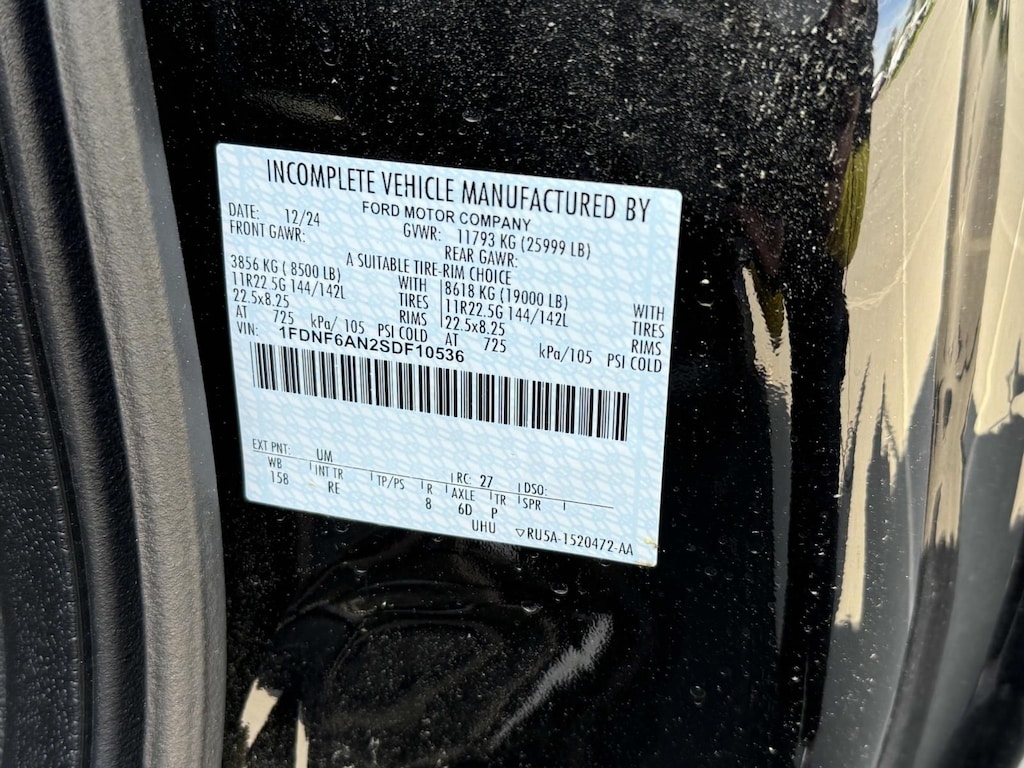 INCOMPLETE VEHICLE MANUFACTURED BY
FORD MOTOR COMPANY
DATE: 12/24 GVWR: 11793 KG (25999 LB)
FRONT GAWR: REAR GAWR:
A SUITABLE TIRE-RIM CHOICE
3856 KG ( 8500 LB) WITH 8618 KG (19000 LB) WITH
11R22.5G 144/142L TIRES 11R22.5G 144/142L TIRES
22.5x8.25 RIMS 22.5x8.25 RIMS
AT 725 kPa/ 105 PSI COLD AT 725 kPa/105 PSI COLD
VIN: 1FDNF6AN2SDF10536
EXT PNT: UM RC: 27 DSO:
WB INT TR TP/PS R AXLE TR SPR
158 RE 8 6D P
UHU ▽RU5A-1520472-AA